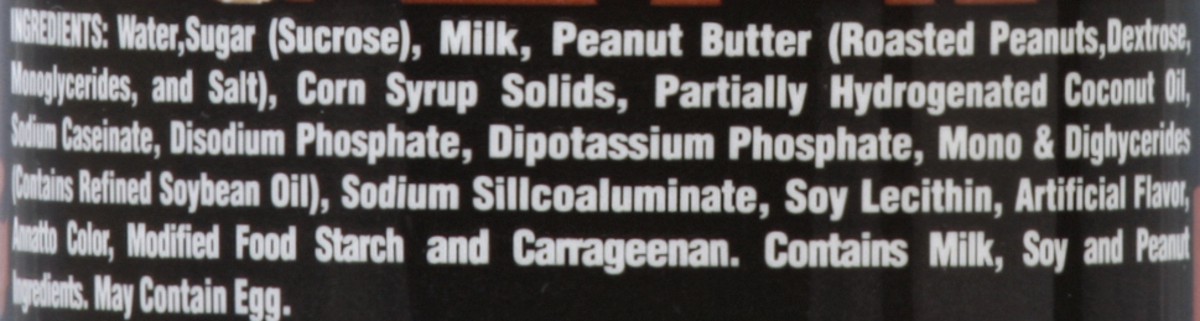 INGREDIENTS: Water,Sugar (Sucrose), Milk, Peanut Butter (Roasted Peanuts,Dextrose,
Monoglycerides, and Salt), Corn Syrup Solids, Partially Hydrogenated Coconut Oil,
Sodium Caseinate, Disodium Phosphate, Dipotassium Phosphate, Mono & Dighycerides
(Contains Refined Soybean Oil), Sodium Sillcoaluminate, Soy Lecithin, Artificial Flavor,
Annatto Color, Modified Food Starch and Carrageenan. Contains Milk, Soy and Peanut
Ingredients. May Contain Egg.